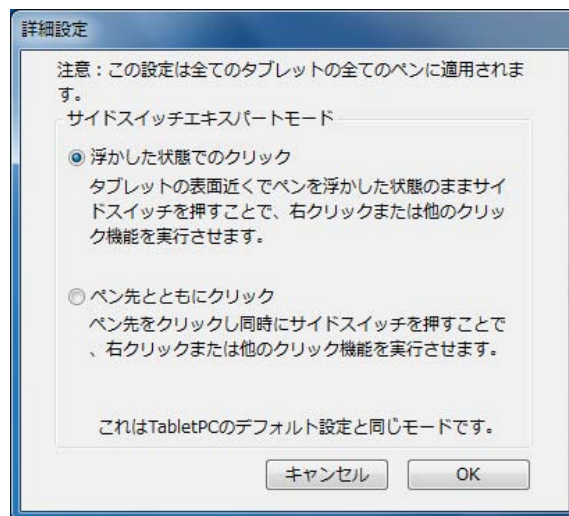 詳細設定
注意：この設定は全てのタブレットの全てのペンに適用されま
す。
サイドスイッチエキスパートモード
浮かした状態でのクリック
タブレットの表面近くでペンを浮かした状態のままサイ
ドスイッチを押すことで、右クリックまたは他のクリッ
ク機能を実行させます。
ペン先とともにクリック
ペン先をクリックし同時にサイドスイッチを押すことで
、右クリックまたは他のクリック機能を実行させます。
これはTabletPCのデフォルト設定と同じモードです。
キャンセル
OK